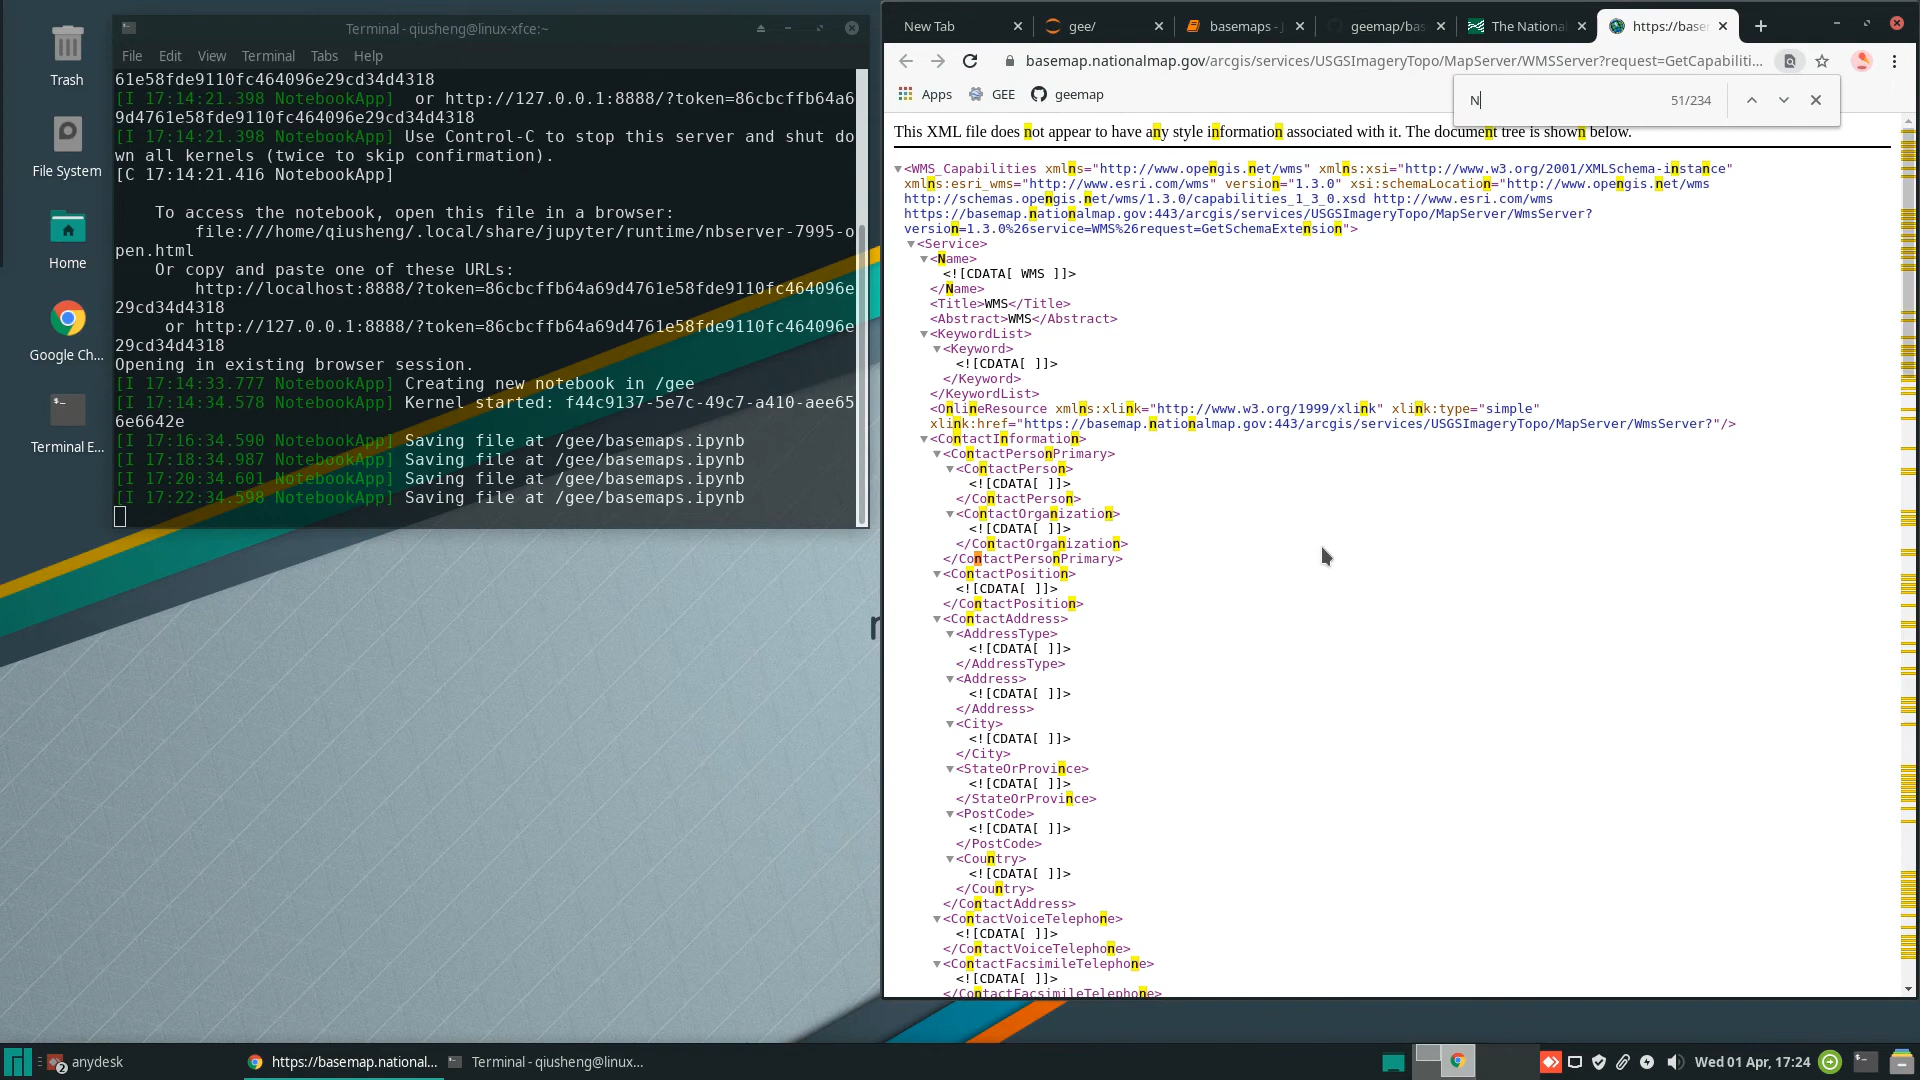 Trash
File System
Home
Google Ch...
Terminal E...
Terminal - qiusheng@linux-xfce:~
File Edit View Terminal Tabs Help
61e58fde9110fc464096e29cd34d4318
[I 17:14:21.398 NotebookApp]  or http://127.0.0.1:8888/?token=86cbcffb64a6
9d4761e58fde9110fc464096e29cd34d4318
[I 17:14:21.398 NotebookApp] Use Control-C to stop this server and shut do
wn all kernels (twice to skip confirmation).
[C 17:14:21.416 NotebookApp]
To access the notebook, open this file in a browser:
file:///home/qiusheng/.local/share/jupyter/runtime/nbserver-7995-o
pen.html
Or copy and paste one of these URLs:
http://localhost:8888/?token=86cbcffb64a69d4761e58fde9110fc464096e
29cd34d4318
or http://127.0.0.1:8888/?token=86cbcffb64a69d4761e58fde9110fc464096e
29cd34d4318
Opening in existing browser session.
[I 17:14:33.777 NotebookApp] Creating new notebook in /gee
[I 17:14:34.578 NotebookApp] Kernel started: f44c9137-5e7c-49c7-a410-aee65
6e6642e
[I 17:16:34.590 NotebookApp] Saving file at /gee/basemaps.ipynb
[I 17:18:34.987 NotebookApp] Saving file at /gee/basemaps.ipynb
[I 17:20:34.601 NotebookApp] Saving file at /gee/basemaps.ipynb
[I 17:22:34.598 NotebookApp] Saving file at /gee/basemaps.ipynb
New Tab gee/ basemaps - J geemap/bas The National https://base
basemap.nationalmap.gov/arcgis/services/USGSImageryTopo/MapServer/WMSServer?request=GetCapabiliti...
Apps GEE geemap
N 51/234
This XML file does not appear to have any style information associated with it. The document tree is shown below.
<WMS_Capabilities xmlns="http://www.opengis.net/wms" xmlns:xsi="http://www.w3.org/2001/XMLSchema-instance"
xmlns:esri_wms="http://www.esri.com/wms" version="1.3.0" xsi:schemaLocation="http://www.opengis.net/wms
http://schemas.opengis.net/wms/1.3.0/capabilities_1_3_0.xsd http://www.esri.com/wms
https://basemap.nationalmap.gov:443/arcgis/services/USGSImageryTopo/MapServer/WmsServer?
version=1.3.0%26service=WMS%26request=GetSchemaExtension">
<Service>
<Name>
<![CDATA[ WMS ]]>
</Name>
<Title>WMS</Title>
<Abstract>WMS</Abstract>
<KeywordList>
<Keyword>
<![CDATA[ ]]>
</Keyword>
</KeywordList>
<OnlineResource xmlns:xlink="http://www.w3.org/1999/xlink" xlink:type="simple"
xlink:href="https://basemap.nationalmap.gov:443/arcgis/services/USGSImageryTopo/MapServer/WmsServer?"/>
<ContactInformation>
<ContactPersonPrimary>
<ContactPerson>
<![CDATA[ ]]>
</ContactPerson>
<ContactOrganization>
<![CDATA[ ]]>
</ContactOrganization>
</ContactPersonPrimary>
<ContactPosition>
<![CDATA[ ]]>
</ContactPosition>
<ContactAddress>
<AddressType>
<![CDATA[ ]]>
</AddressType>
<Address>
<![CDATA[ ]]>
</Address>
<City>
<![CDATA[ ]]>
</City>
<StateOrProvince>
<![CDATA[ ]]>
</StateOrProvince>
<PostCode>
<![CDATA[ ]]>
</PostCode>
<Country>
<![CDATA[ ]]>
</Country>
</ContactAddress>
<ContactVoiceTelephone>
<![CDATA[ ]]>
</ContactVoiceTelephone>
<ContactFacsimileTelephone>
<![CDATA[ ]]>
</ContactFacsimileTelephone>
2 anydesk https://basemap.national... Terminal - qiusheng@linux... Wed 01 Apr, 17:24